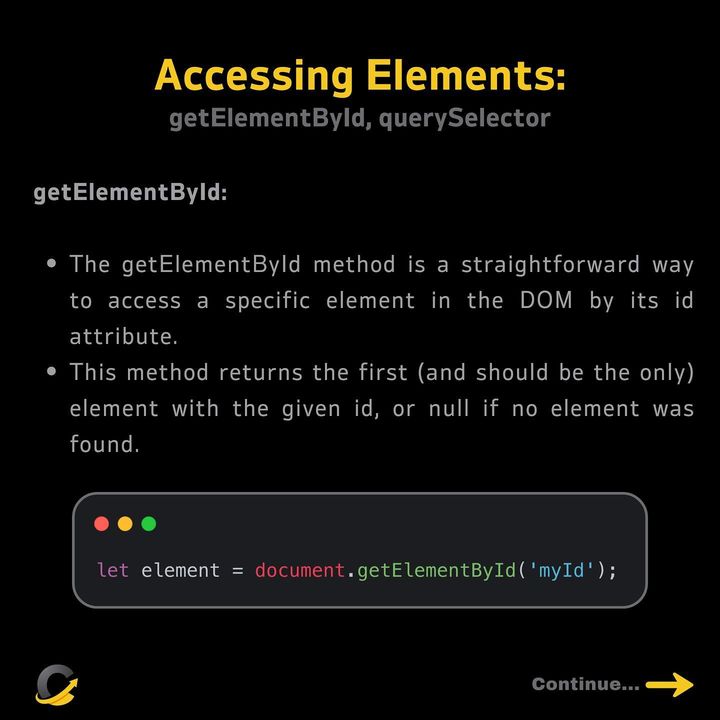 Accessing Elements:
getElementById, querySelector
getElementById:
• The getElementById method is a straightforward way
to access a specific element in the DOM by its id
attribute.
• This method returns the first (and should be the only)
element with the given id, or null if no element was
found.
let element = document.getElementById('myId');
Continue...